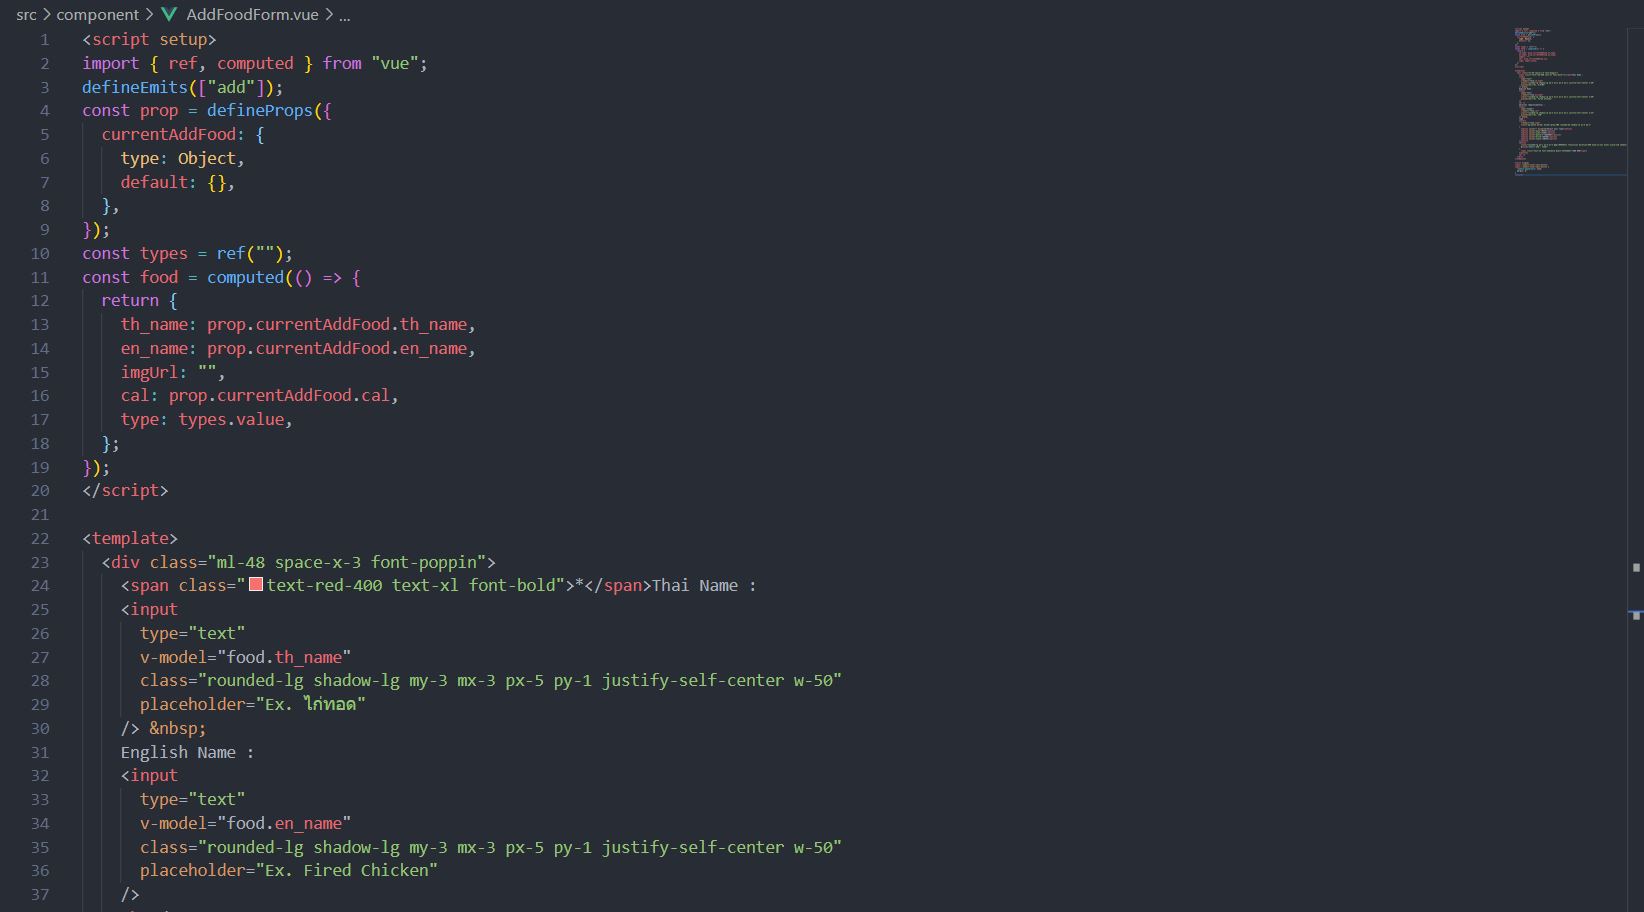 src > component > AddFoodForm.vue > ...
1 <script setup>
2 import { ref, computed } from "vue";
3 defineEmits(["add"]);
4 const prop = defineProps({
5 currentAddFood: {
6 type: Object,
7 default: {},
8 },
9 });
10 const types = ref("");
11 const food = computed(() => {
12 return {
13 th_name: prop.currentAddFood.th_name,
14 en_name: prop.currentAddFood.en_name,
15 imgUrl: "",
16 cal: prop.currentAddFood.cal,
17 type: types.value,
18 };
19 });
20 </script>
21
22 <template>
23 <div class="ml-48 space-x-3 font-poppin">
24 <span class="text-red-400 text-xl font-bold">*</span>Thai Name :
25 <input
26 type="text"
27 v-model="food.th_name"
28 class="rounded-lg shadow-lg my-3 mx-3 px-5 py-1 justify-self-center w-50"
29 placeholder="Ex. ไก่ทอด"
30 /> &nbsp;
31 English Name :
32 <input
33 type="text"
34 v-model="food.en_name"
35 class="rounded-lg shadow-lg my-3 mx-3 px-5 py-1 justify-self-center w-50"
36 placeholder="Ex. Fired Chicken"
37 />